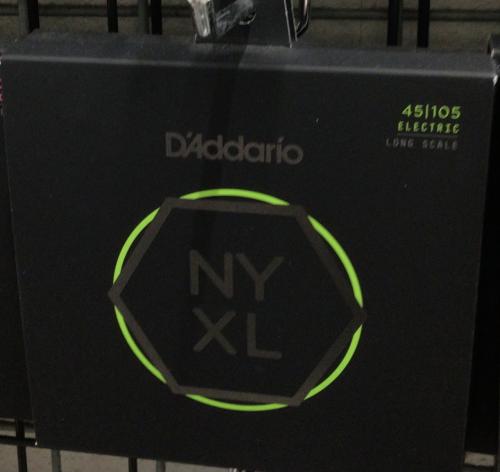 45|105
ELECTRIC
LONG SCALE
D'Addario
NY
XL